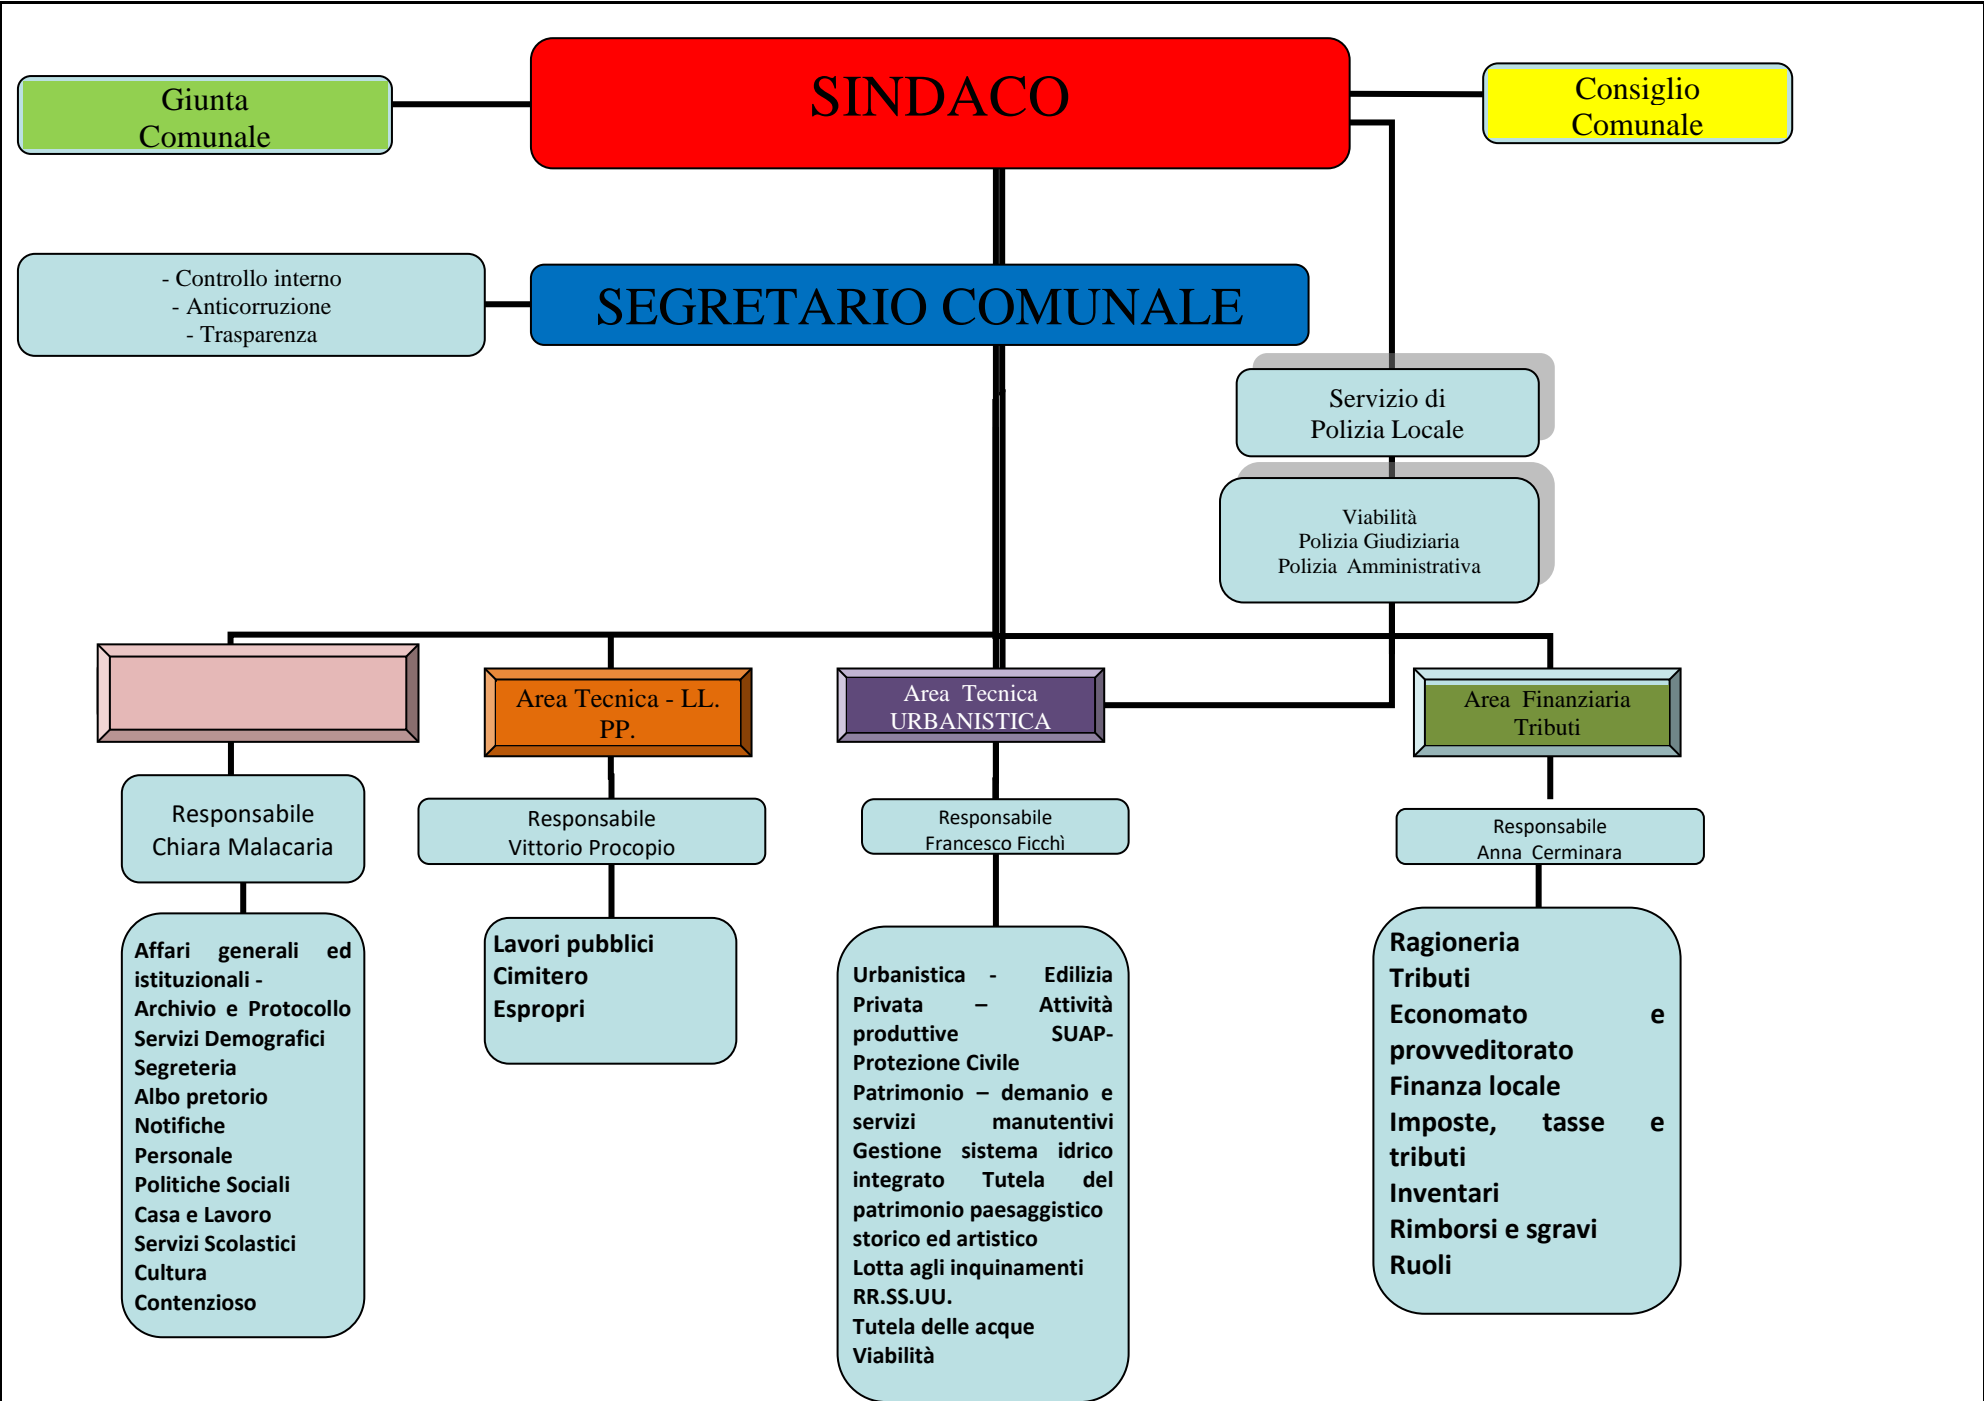 Giunta
Comunale
SINDACO
Consiglio
Comunale
- Controllo interno
- Anticorruzione
- Trasparenza
SEGRETARIO COMUNALE
Servizio di
Polizia Locale
Viabilità
Polizia Giudiziaria
Polizia Amministrativa
Area Tecnica - LL.
PP.
Area Tecnica
URBANISTICA
Area Finanziaria
Tributi
Responsabile
Chiara Malacaria
Responsabile
Vittorio Procopio
Responsabile
Francesco Ficchì
Responsabile
Anna Cerminara
Affari generali ed
istituzionali -
Archivio e Protocollo
Servizi Demografici
Segreteria
Albo pretorio
Notifiche
Personale
Politiche Sociali
Casa e Lavoro
Servizi Scolastici
Cultura
Contenzioso
Lavori pubblici
Cimitero
Espropri
Urbanistica - Edilizia
Privata – Attività
produttive SUAP-
Protezione Civile
Patrimonio – demanio e
servizi manutentivi
Gestione sistema idrico
integrato Tutela del
patrimonio paesaggistico
storico ed artistico
Lotta agli inquinamenti
RR.SS.UU.
Tutela delle acque
Viabilità
Ragioneria
Tributi
Economato e
provveditorato
Finanza locale
Imposte, tasse e
tributi
Inventari
Rimborsi e sgravi
Ruoli